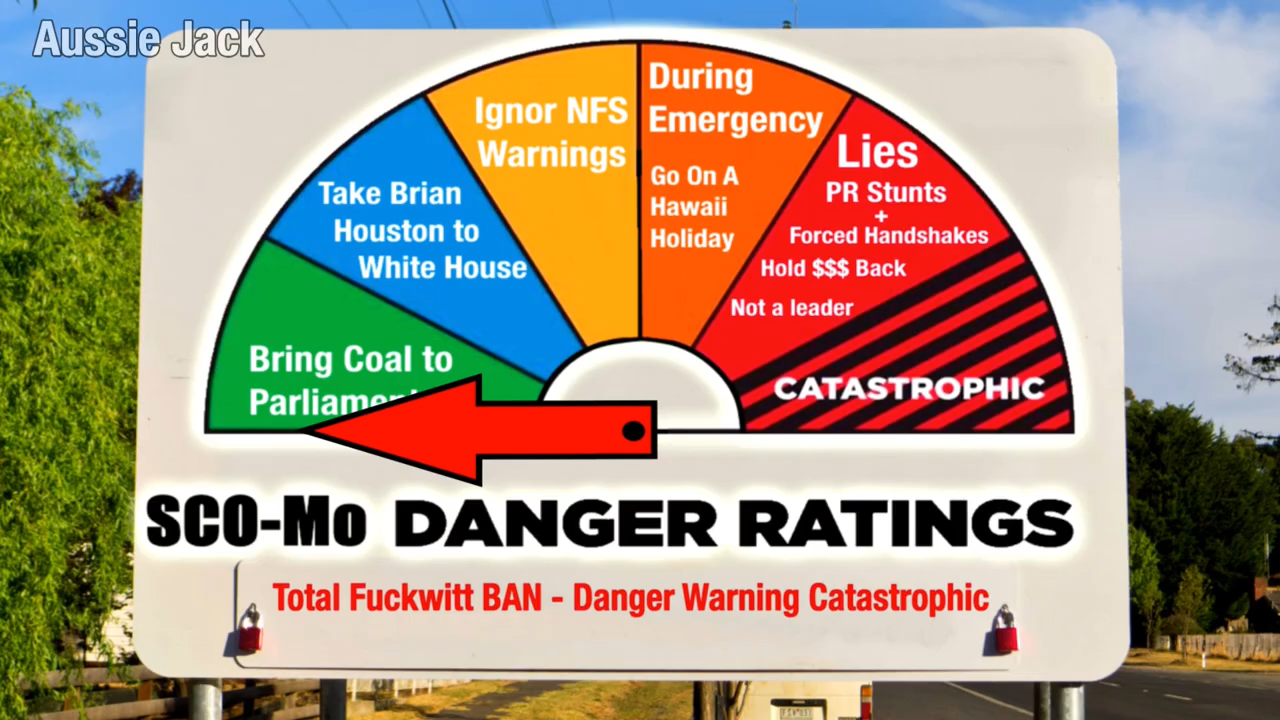 Aussie Jack
Bring Coal to
Parliament
Take Brian
Houston to
White House
Ignor NFS
Warnings
During
Emergency
Go On A
Hawaii
Holiday
Lies
PR Stunts
+
Forced Handshakes
Hold $$$ Back
Not a leader
CATASTROPHIC
SCO-Mo DANGER RATINGS
Total Fuckwitt BAN - Danger Warning Catastrophic